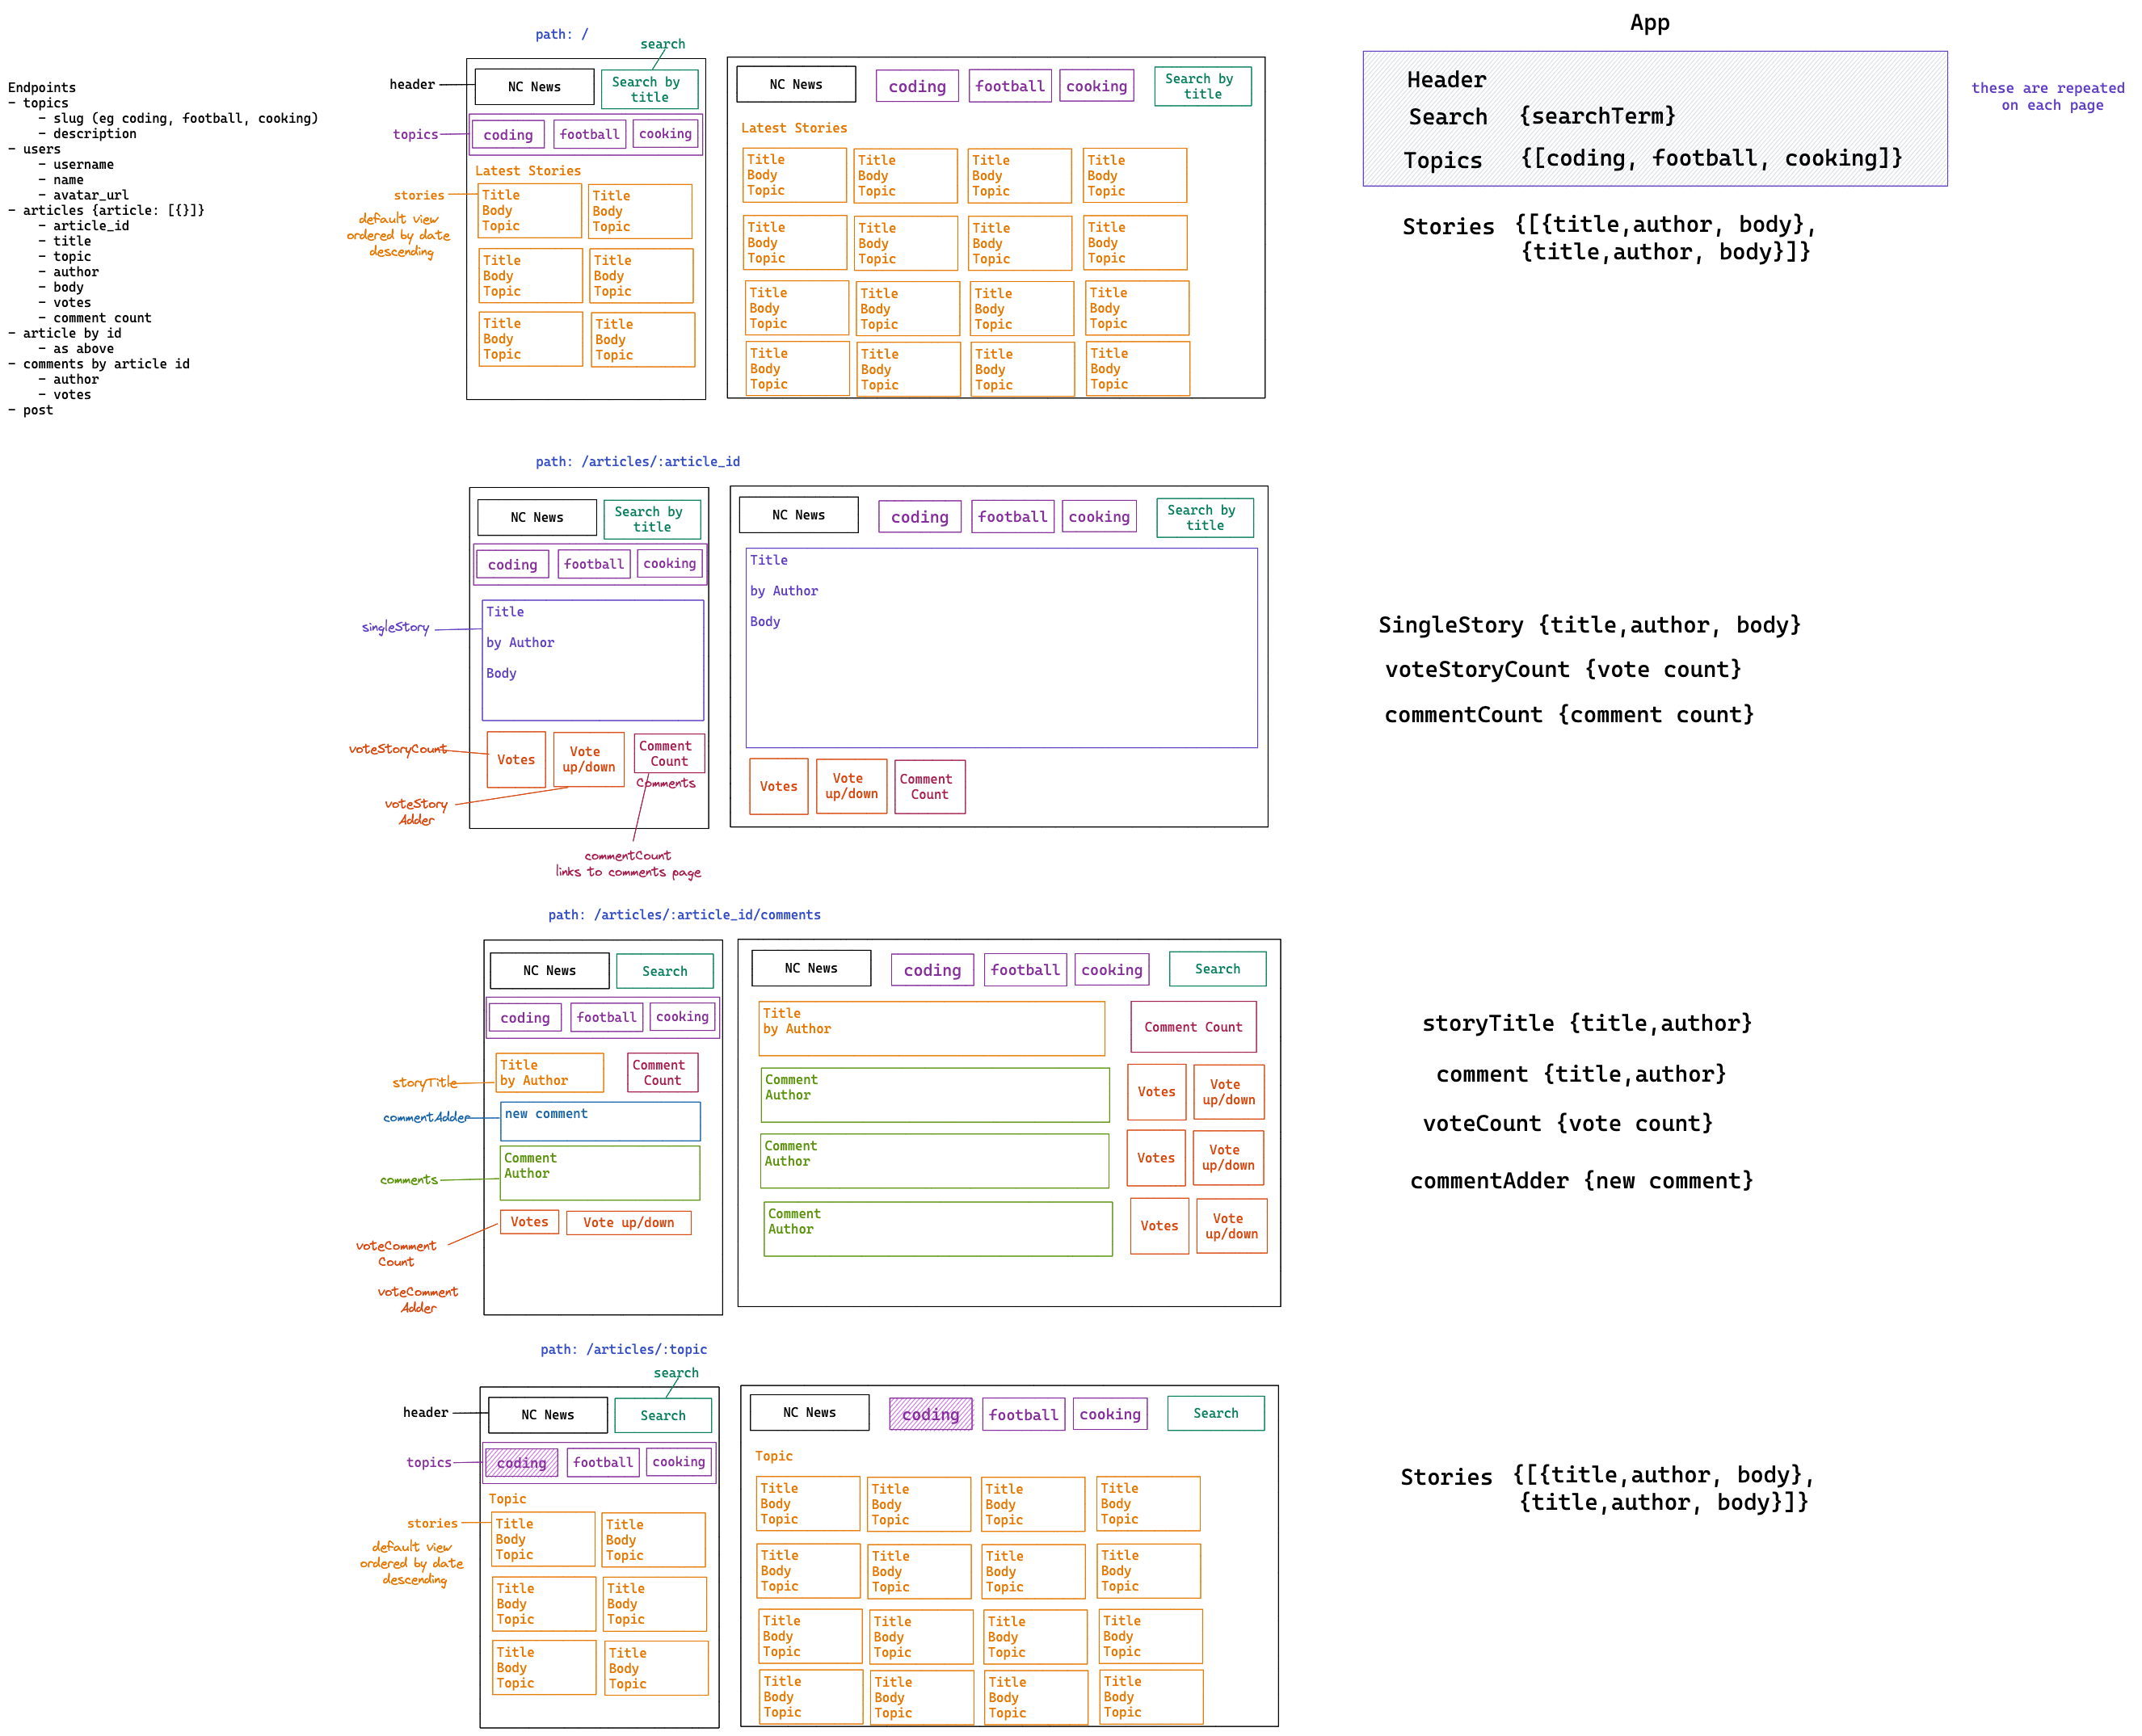 App
path: /
search
header
NC News
Search by
title
topics
coding
football
cooking
Latest Stories
stories
default view
ordered by date
descending
Title
Body
Topic
Title
Body
Topic
Title
Body
Topic
Title
Body
Topic
Title
Body
Topic
Title
Body
Topic
NC News
coding
football
cooking
Search by
title
Latest Stories
Title
Body
Topic
Title
Body
Topic
Title
Body
Topic
Title
Body
Topic
Title
Body
Topic
Title
Body
Topic
Title
Body
Topic
Title
Body
Topic
Title
Body
Topic
Title
Body
Topic
Title
Body
Topic
Title
Body
Topic
Title
Body
Topic
Title
Body
Topic
Title
Body
Topic
Title
Body
Topic
Header
Search {searchTerm}
Topics {[coding, football, cooking]}
these are repeated
on each page
Stories {[{title,author, body},
{title,author, body}]}
Endpoints
- topics
- slug (eg coding, football, cooking)
- description
- users
- username
- name
- avatar_url
- articles {article: [{}]}
- article_id
- title
- topic
- author
- body
- votes
- comment count
- article by id
- as above
- comments by article id
- author
- votes
- post
path: /articles/:article_id
NC News
Search by
title
coding
football
cooking
singleStory
Title
by Author
Body
voteStoryCount
Votes
Vote
up/down
Comment
Count
Comments
voteStory
Adder
commentCount
links to comments page
NC News
coding
football
cooking
Search by
title
Title
by Author
Body
Votes
Vote
up/down
Comment
Count
SingleStory {title,author, body}
voteStoryCount {vote count}
commentCount {comment count}
path: /articles/:article_id/comments
NC News
Search
coding
football
cooking
storyTitle
Title
by Author
Comment
Count
commentAdder
new comment
comments
Comment
Author
Votes
Vote up/down
voteComment
Count
voteComment
Adder
NC News
coding
football
cooking
Search
Title
by Author
Comment Count
Comment
Author
Votes
Vote
up/down
Comment
Author
Votes
Vote
up/down
Comment
Author
Votes
Vote
up/down
storyTitle {title,author}
comment {title,author}
voteCount {vote count}
commentAdder {new comment}
path: /articles/:topic
search
header
NC News
Search
topics
coding
football
cooking
Topic
stories
default view
ordered by date
descending
Title
Body
Topic
Title
Body
Topic
Title
Body
Topic
Title
Body
Topic
Title
Body
Topic
Title
Body
Topic
NC News
coding
football
cooking
Search
Topic
Title
Body
Topic
Title
Body
Topic
Title
Body
Topic
Title
Body
Topic
Title
Body
Topic
Title
Body
Topic
Title
Body
Topic
Title
Body
Topic
Title
Body
Topic
Title
Body
Topic
Title
Body
Topic
Title
Body
Topic
Title
Body
Topic
Title
Body
Topic
Title
Body
Topic
Title
Body
Topic
Stories {[{title,author, body},
{title,author, body}]}